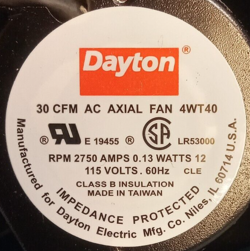 Dayton®
30 CFM AC AXIAL FAN 4WT40
® E 19455 ® LR53000
RPM 2750 AMPS 0.13 WATTS 12
115 VOLTS . 60Hz CLE
CLASS B INSULATION
MADE IN TAIWAN
IMPEDANCE PROTECTED
Manufactured for Dayton Electric Mfg. Co. Niles, IL 60714 U.S.A.